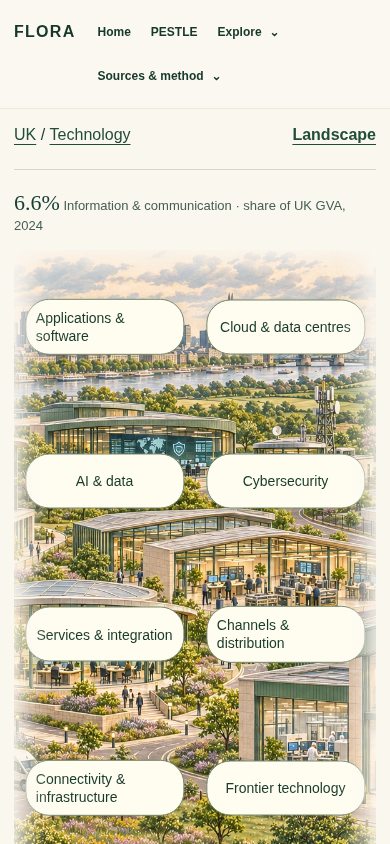 FLORA Home PESTLE Explore ⌄
Sources & method ⌄
UK / Technology Landscape
6.6% Information & communication · share of UK GVA,
2024
Applications &
software
Cloud & data centres
AI & data
Cybersecurity
Services & integration
Channels &
distribution
Connectivity &
infrastructure
Frontier technology